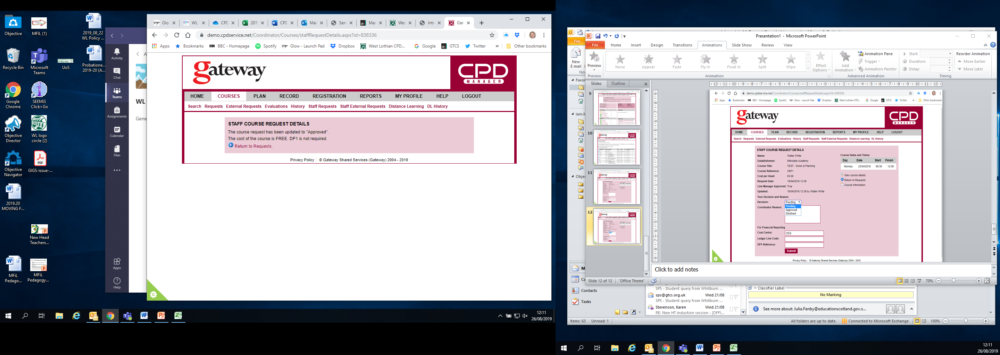 Objective
MFIL (1)
2019_08_22
WL Policy ...
Recycle Bin
Microsoft
Teams
UoS
Probatione...
2019-20 (A...
Google
Chrome
SEEMiS
Click+Go
Objective
Director
WL logo
circle (2)
Objective
Navigator
GIGS-issue-...
2019.20
MOVING F...
New Head
Teachers...
MFiL
Pedago...
MFiL
Pedagogy...
Activity
Chat
Teams
Assignments
Calendar
Files
Apps
Help
WL
Gene
demo.cpdservice.net/Coordinator/Courses/staffRequestDetails.aspx?id=838336
Apps Bookmarks BBC - Homepage Spotify Glow - Launch Pad Dropbox West Lothian CPD... Google GTCS Twitter » Other bookmarks
gateway
CPD
MANAGER
HOME COURSES PLAN RECORD REGISTRATION REPORTS MY PROFILE HELP LOGOUT
Search Requests External Requests Evaluations History Staff Requests Staff External Requests Distance Learning DL History
STAFF COURSE REQUEST DETAILS
The course request has been updated to "Approved".
The cost of the course is FREE. DP1 is not required.
Return to Requests.
Privacy Policy | © Gateway Shared Services (Gateway) 2004 - 2019
12:11
26/08/2019
Presentation1 - Microsoft PowerPoint
File Home Insert Design Transitions Animations Slide Show Review View
Preview
None Appear Fade Fly In Float In Split Wipe
Effect
Options
Add
Animation
Animation Pane
Trigger
Animation Painter
Start:
Duration:
Delay:
Reorder Animation
Move Earlier
Move Later
Preview Animation Advanced Animation Timing
File
New
E-mail
Slides Outline
9
10
11
12
demo.cpdservice.net/Coordinator/Courses/staffRequestDetails.aspx?id=838336
Apps Bookmarks BBC - Homepage Spotify Glow - Launch Pad Dropbox West Lothian CPD... Google GTCS Twitter » Other bookmarks
gateway
CPD
MANAGER
HOME COURSES PLAN RECORD REGISTRATION REPORTS MY PROFILE HELP LOGOUT
Search Requests External Requests Evaluations History Staff Requests Staff External Requests Distance Learning DL History
STAFF COURSE REQUEST DETAILS
Name: Walter White
Establishment: Nithsdale Academy
Course Title: TEST - Vision & Planning
Course Reference: V&P1
Cost per Head: £0.00
Request Date: 16/04/2018 12:39
Line Manager Approved: True
Updated: 16/04/2018 12:39 by Walter White
Course Dates and Times:
Day Date Start Finish
Monday 23/04/2018 09:30 12:00
View course details.
Return to Requests.
Course information.
Your Decision and Reason
Decision: Pending
Pending
Approved
Declined
Coordinator Reason:
For Financial Reporting
Cost Centre: CEG
Ledger Line Code:
DP1 Reference:
Submit
Privacy Policy | © Gateway Shared Services (Gateway) 2004 - 2019
Click to add notes
Slide 12 of 12 "Office Theme" 70%
Contacts
Tasks
SPS - Student query from Whitburn ...
sps@gtcs.org.uk Wed 21/08
SPS - Student query from Whitburn ...
Stevenson, Karen Wed 21/08
RE: New HT induction session - [OFFI...
Classifier Label
No Marking
See more about: Julia.Fenby@educationscotland.gov.s...
Items: 63 Unread: 1 All folders are up to date. Connected to Microsoft Exchange 100%
12:11
26/08/2019